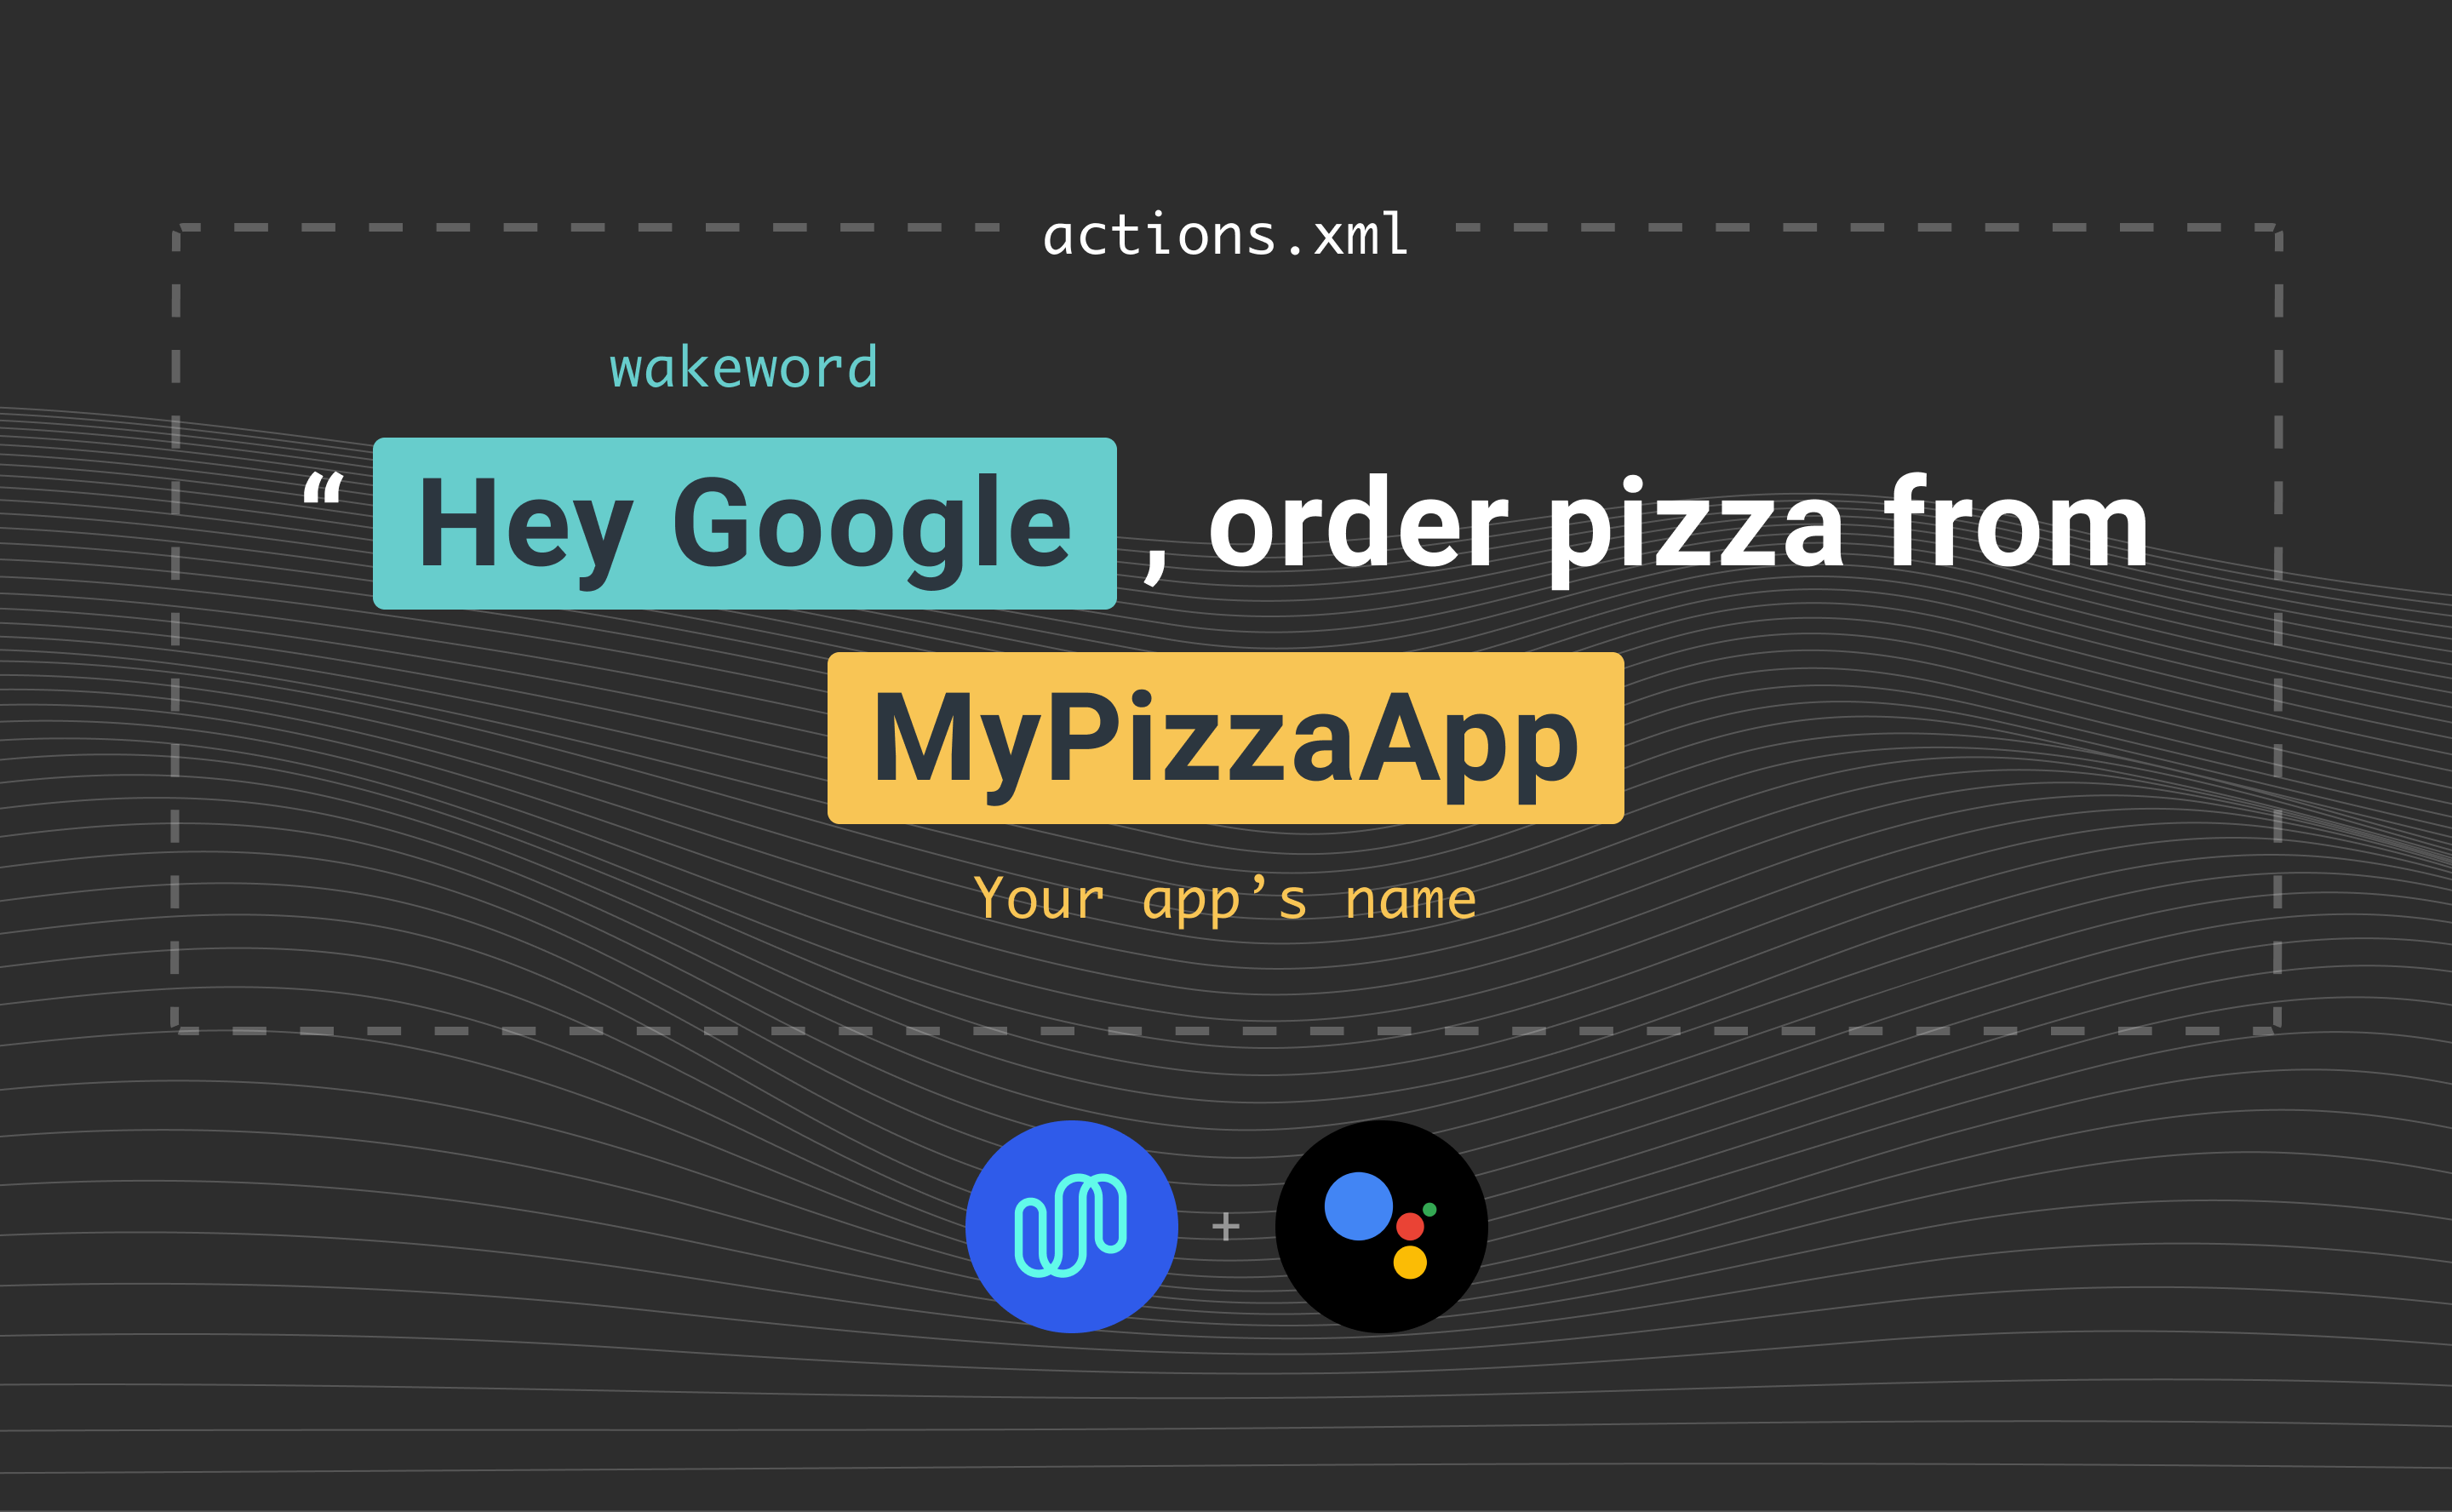 actions.xml
wakeword
“ Hey Google , order pizza from
MyPizzaApp
Your app’s name
+